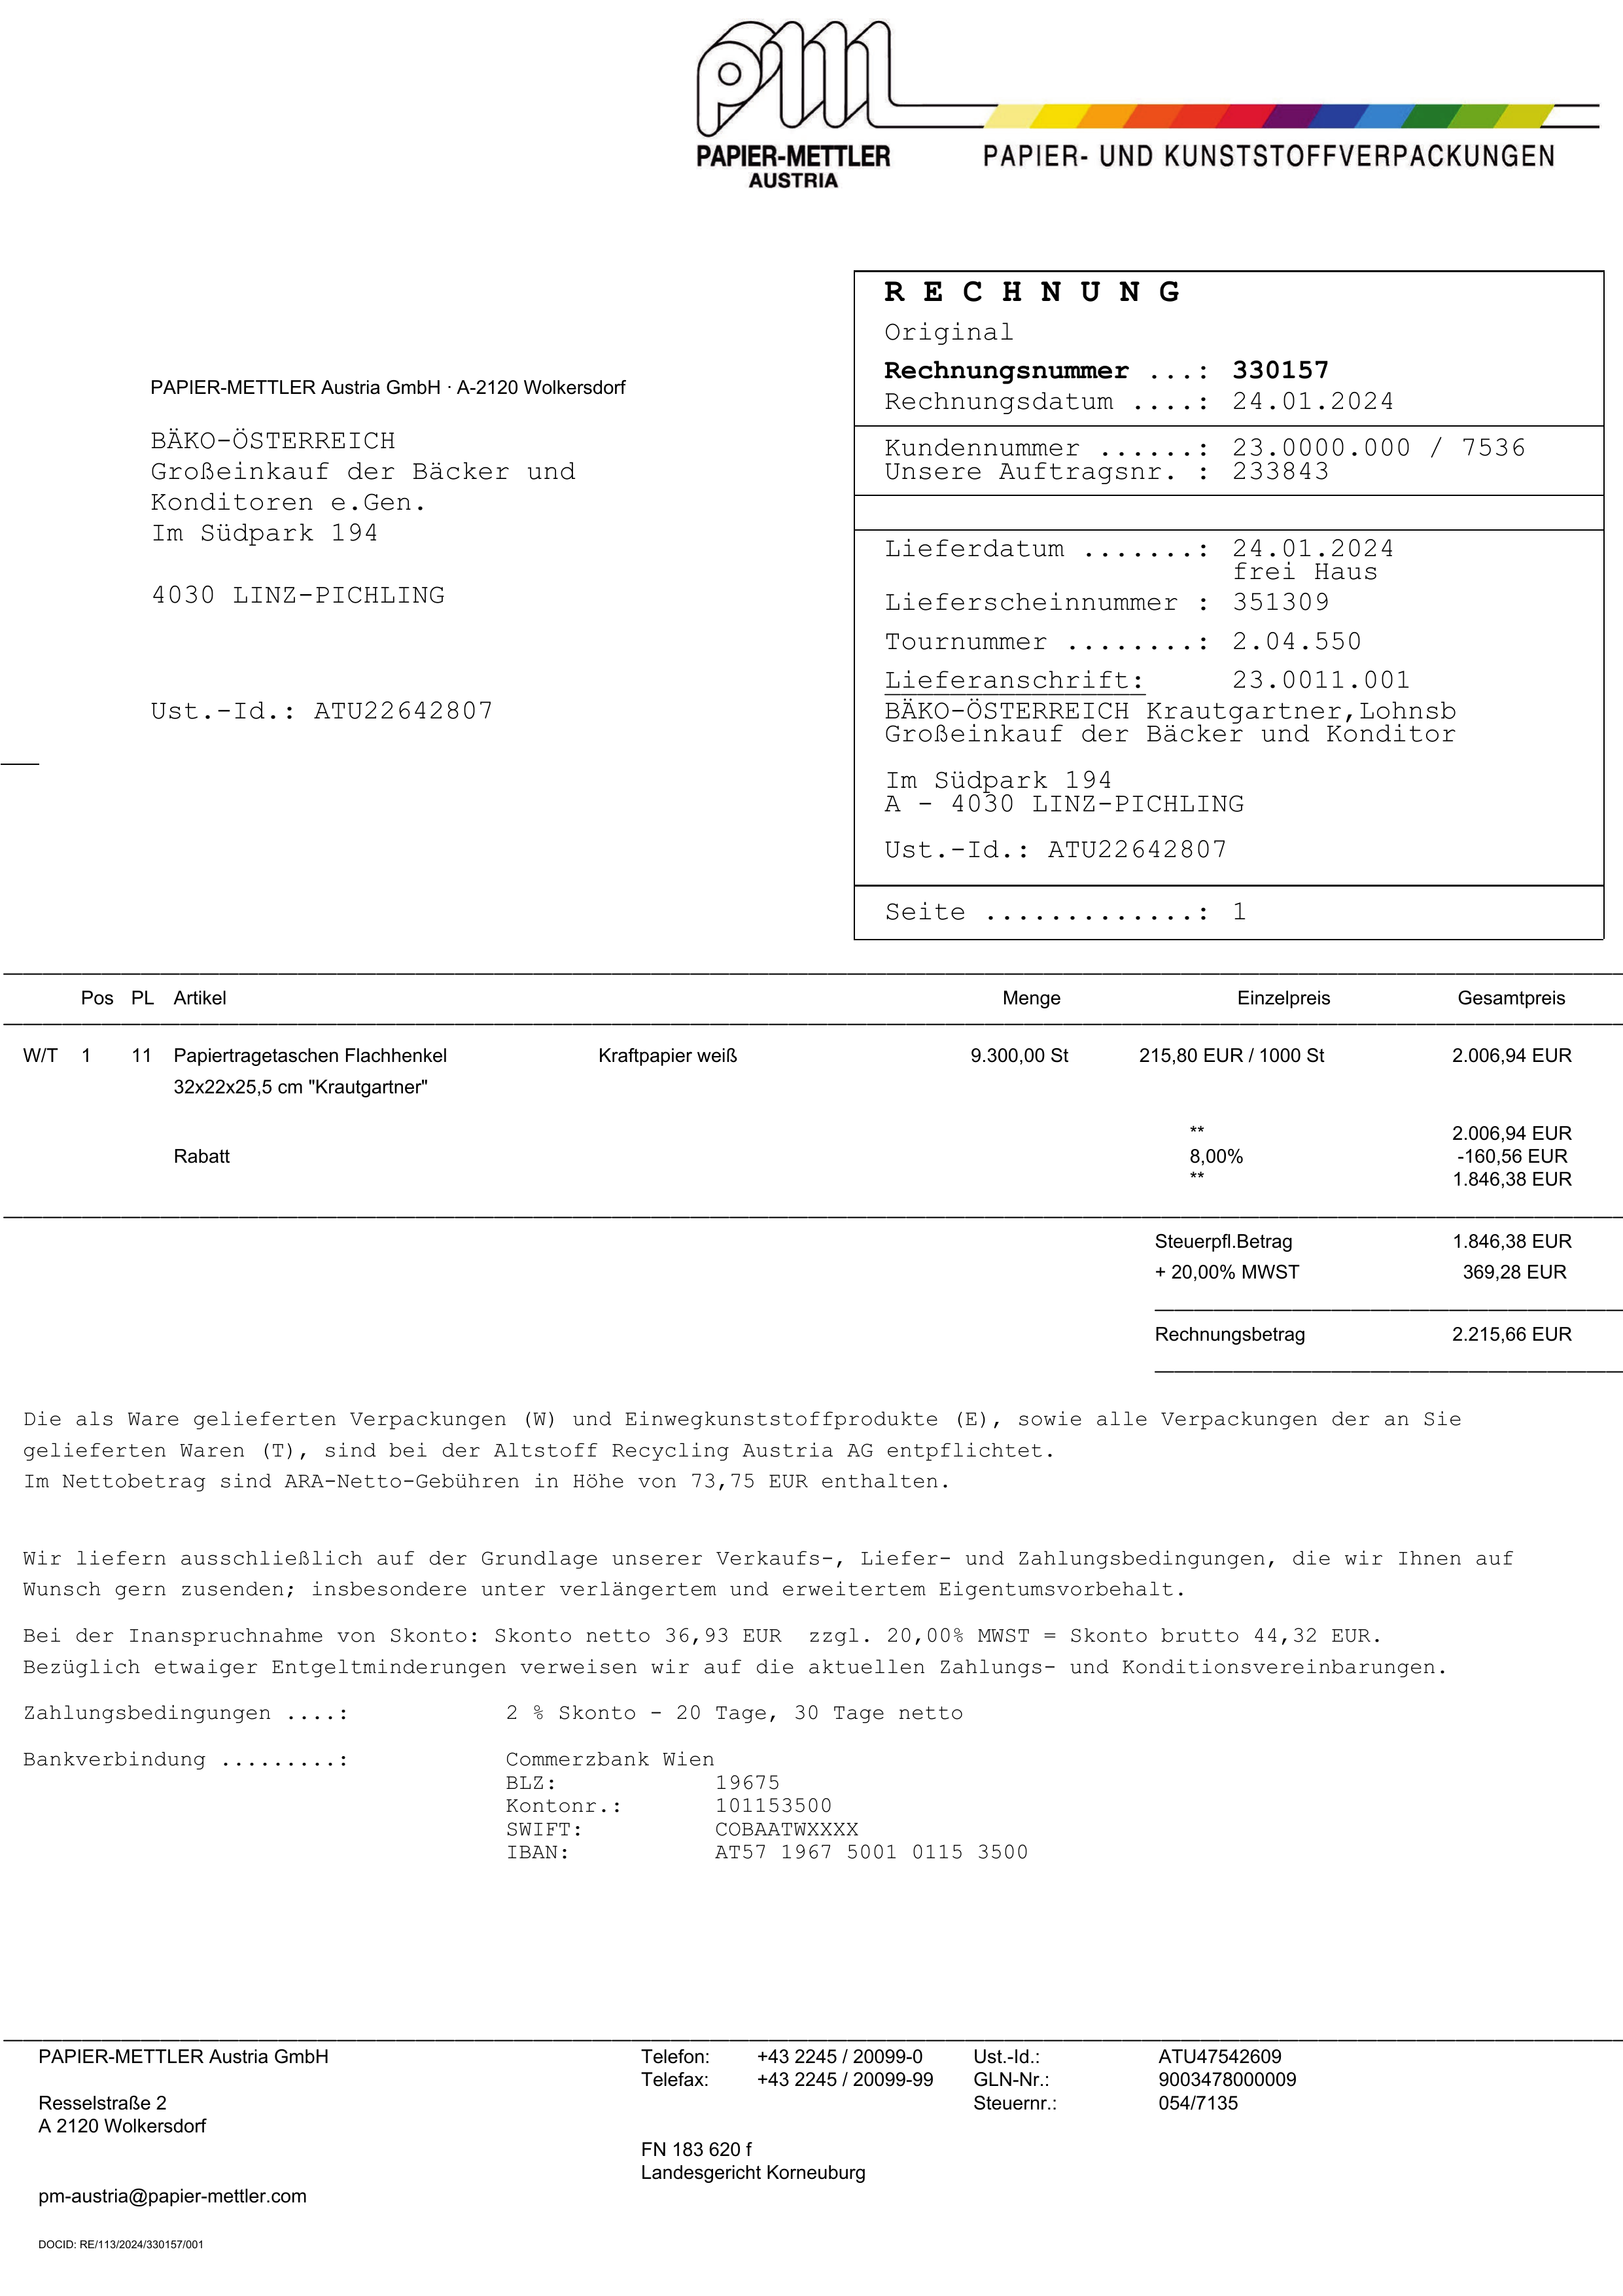 pm
PAPIER-METTLER
AUSTRIA
PAPIER- UND KUNSTSTOFFVERPACKUNGEN
PAPIER-METTLER Austria GmbH · A-2120 Wolkersdorf
BÄKO-ÖSTERREICH
Großeinkauf der Bäcker und
Konditoren e.Gen.
Im Südpark 194
4030 LINZ-PICHLING
Ust.-Id.: ATU22642807
R E C H N U N G
Original
Rechnungsnummer ...: 330157
Rechnungsdatum ....: 24.01.2024
Kundennummer ......: 23.0000.000 / 7536
Unsere Auftragsnr. : 233843
Lieferdatum .......: 24.01.2024
frei Haus
Lieferscheinnummer : 351309
Tournummer ........: 2.04.550
Lieferanschrift: 23.0011.001
BÄKO-ÖSTERREICH Krautgartner,Lohnsb
Großeinkauf der Bäcker und Konditor
Im Südpark 194
A - 4030 LINZ-PICHLING
Ust.-Id.: ATU22642807
Seite .............: 1
Pos PL Artikel Menge Einzelpreis Gesamtpreis
W/T 1 11 Papiertragetaschen Flachhenkel Kraftpapier weiß 9.300,00 St 215,80 EUR / 1000 St 2.006,94 EUR
32x22x25,5 cm "Krautgartner"
** 2.006,94 EUR
Rabatt 8,00% -160,56 EUR
** 1.846,38 EUR
Steuerpfl.Betrag 1.846,38 EUR
+ 20,00% MWST 369,28 EUR
Rechnungsbetrag 2.215,66 EUR
Die als Ware gelieferten Verpackungen (W) und Einwegkunststoffprodukte (E), sowie alle Verpackungen der an Sie
gelieferten Waren (T), sind bei der Altstoff Recycling Austria AG entpflichtet.
Im Nettobetrag sind ARA-Netto-Gebühren in Höhe von 73,75 EUR enthalten.
Wir liefern ausschließlich auf der Grundlage unserer Verkaufs-, Liefer- und Zahlungsbedingungen, die wir Ihnen auf
Wunsch gern zusenden; insbesondere unter verlängertem und erweitertem Eigentumsvorbehalt.
Bei der Inanspruchnahme von Skonto: Skonto netto 36,93 EUR zzgl. 20,00% MWST = Skonto brutto 44,32 EUR.
Bezüglich etwaiger Entgeltminderungen verweisen wir auf die aktuellen Zahlungs- und Konditionsvereinbarungen.
Zahlungsbedingungen ....: 2 % Skonto - 20 Tage, 30 Tage netto
Bankverbindung .........: Commerzbank Wien
BLZ: 19675
Kontonr.: 101153500
SWIFT: COBAATWXXXX
IBAN: AT57 1967 5001 0115 3500
PAPIER-METTLER Austria GmbH Telefon: +43 2245 / 20099-0 Ust.-Id.: ATU47542609
Telefax: +43 2245 / 20099-99 GLN-Nr.: 9003478000009
Resselstraße 2 Steuernr.: 054/7135
A 2120 Wolkersdorf
FN 183 620 f
Landesgericht Korneuburg
pm-austria@papier-mettler.com
DOCID: RE/113/2024/330157/001